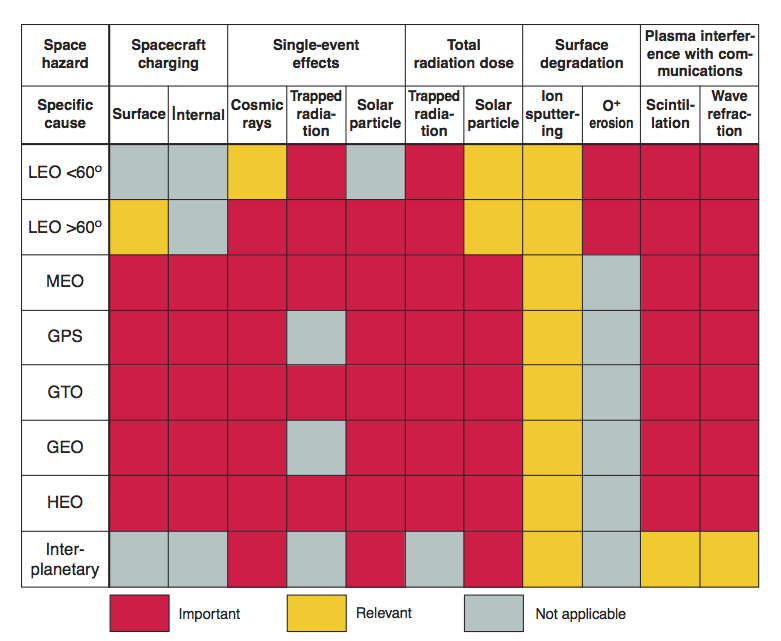 Space
hazard
Spacecraft
charging
Single-event
effects
Total
radiation dose
Surface
degradation
Plasma interfer-
ence with com-
munications
Specific
cause
Surface
Internal
Cosmic
rays
Trapped
radia-
tion
Solar
particle
Trapped
radia-
tion
Solar
particle
Ion
sputter-
ing
O⁺
erosion
Scintil-
lation
Wave
refrac-
tion
LEO <60º
LEO >60º
MEO
GPS
GTO
GEO
HEO
Inter-
planetary
Important
Relevant
Not applicable